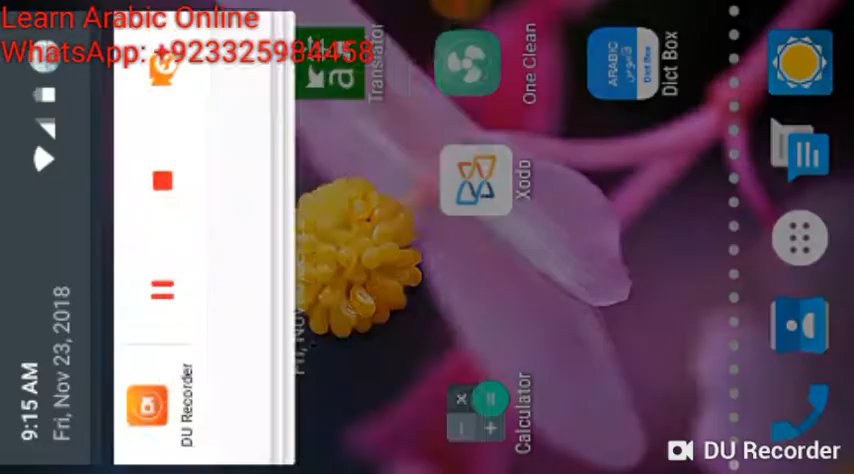 Learn Arabic Online
WhatsApp: +923325984458
9:15 AM
Fri, Nov 23, 2018
DU Recorder
Translator
One Clean
ARABIC
قاموس
Dict Box
Dict Box
Xodo
Calculator
DU Recorder